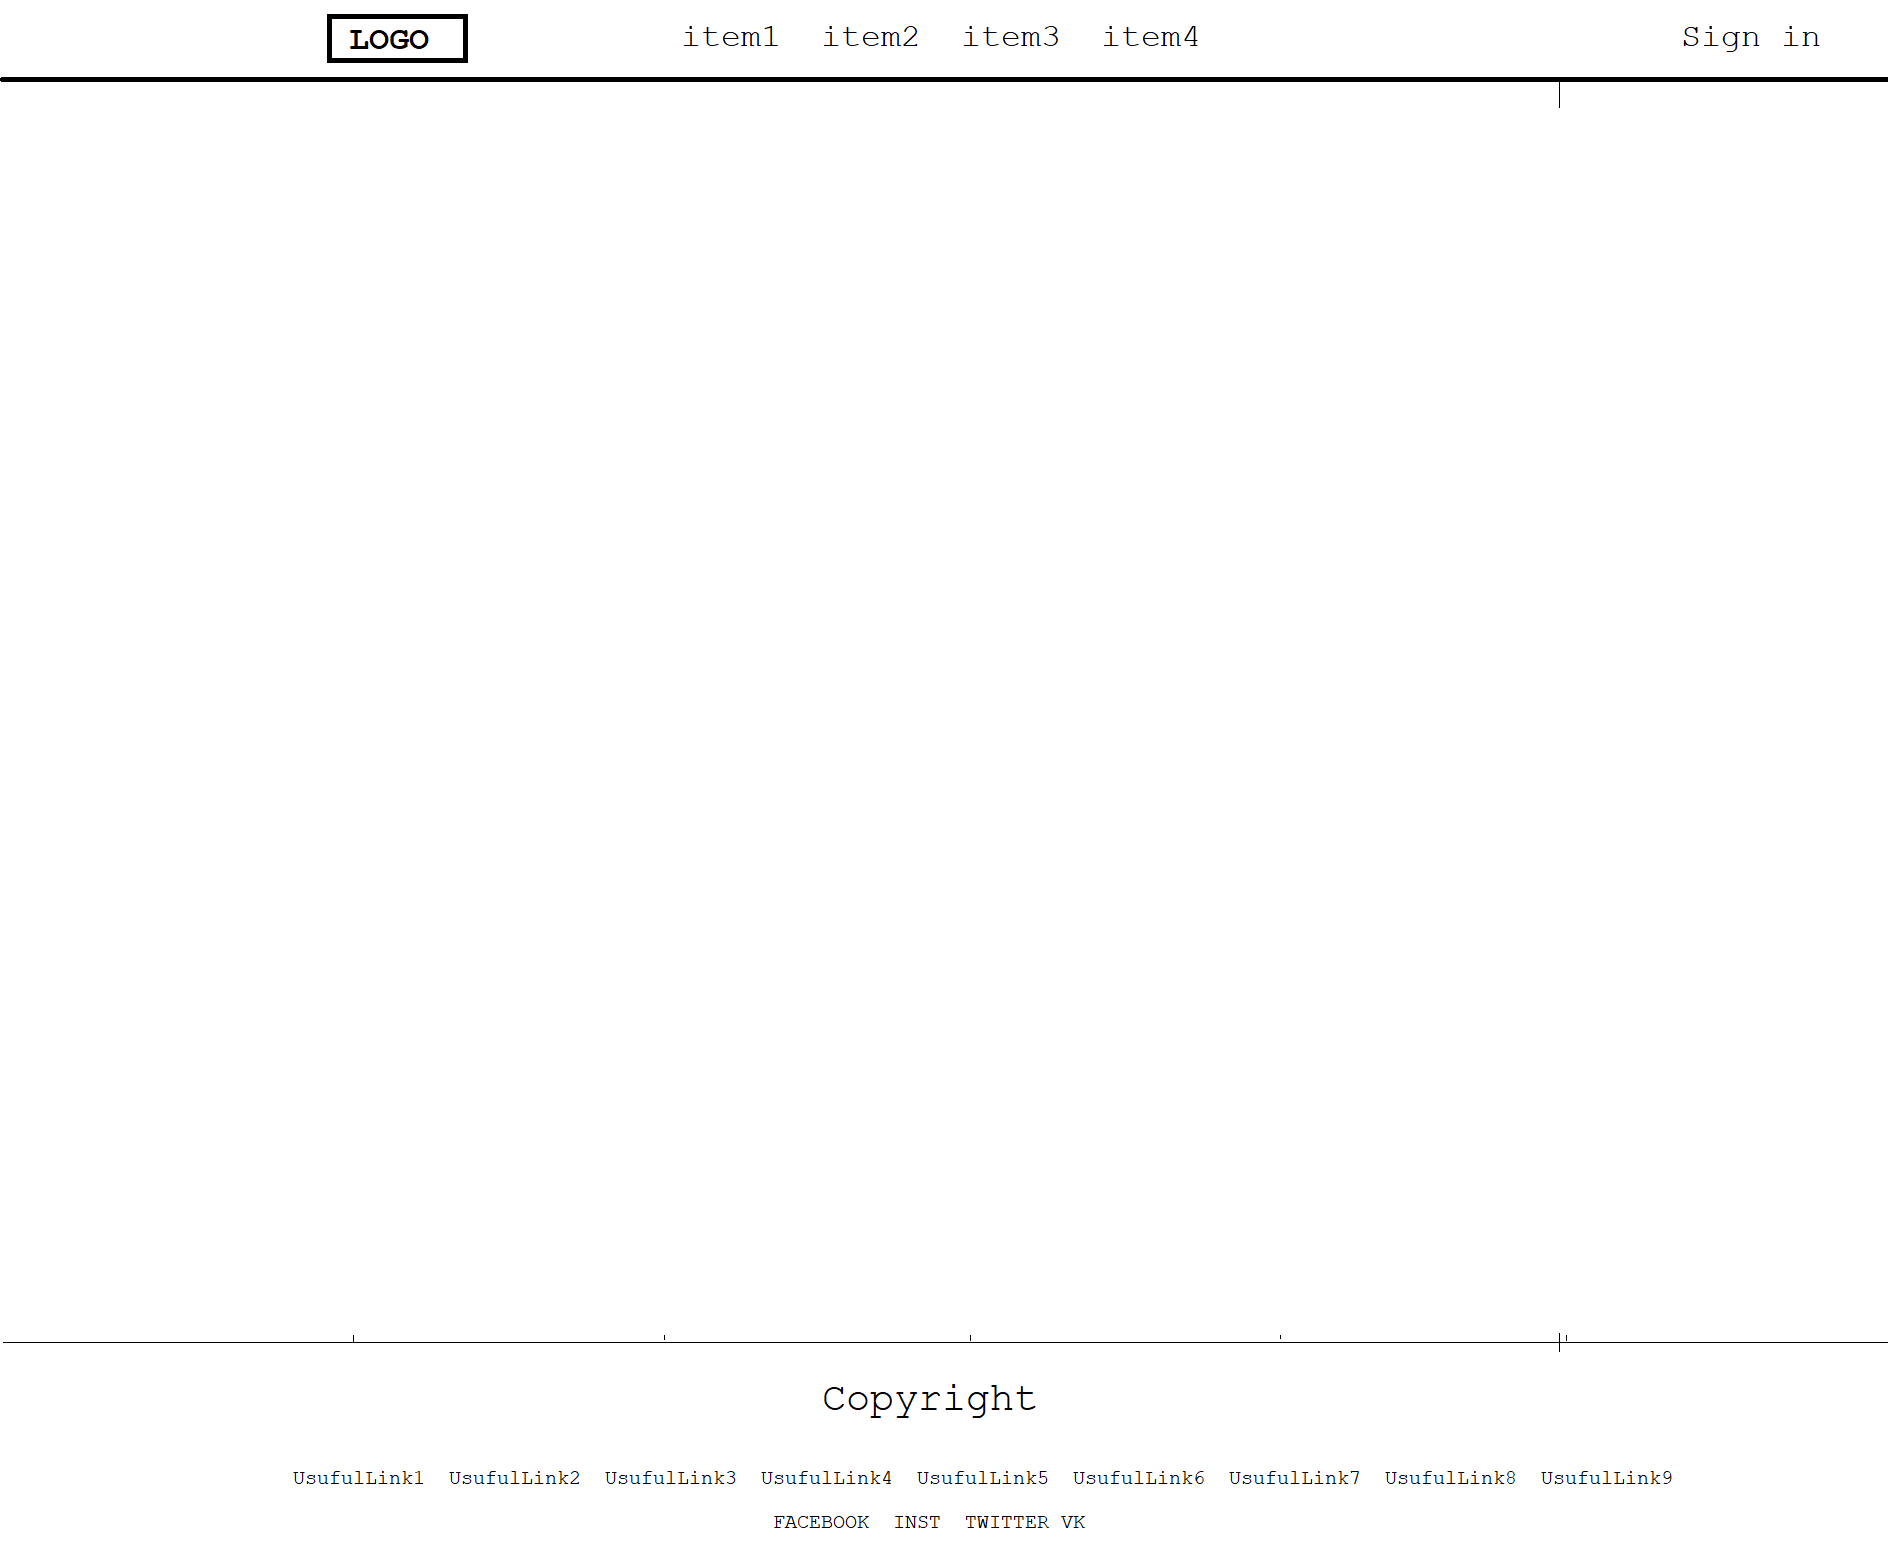 LOGO item1 item2 item3 item4 Sign in
Copyright
UsufulLink1 UsufulLink2 UsufulLink3 UsufulLink4 UsufulLink5 UsufulLink6 UsufulLink7 UsufulLink8 UsufulLink9
FACEBOOK INST TWITTER VK